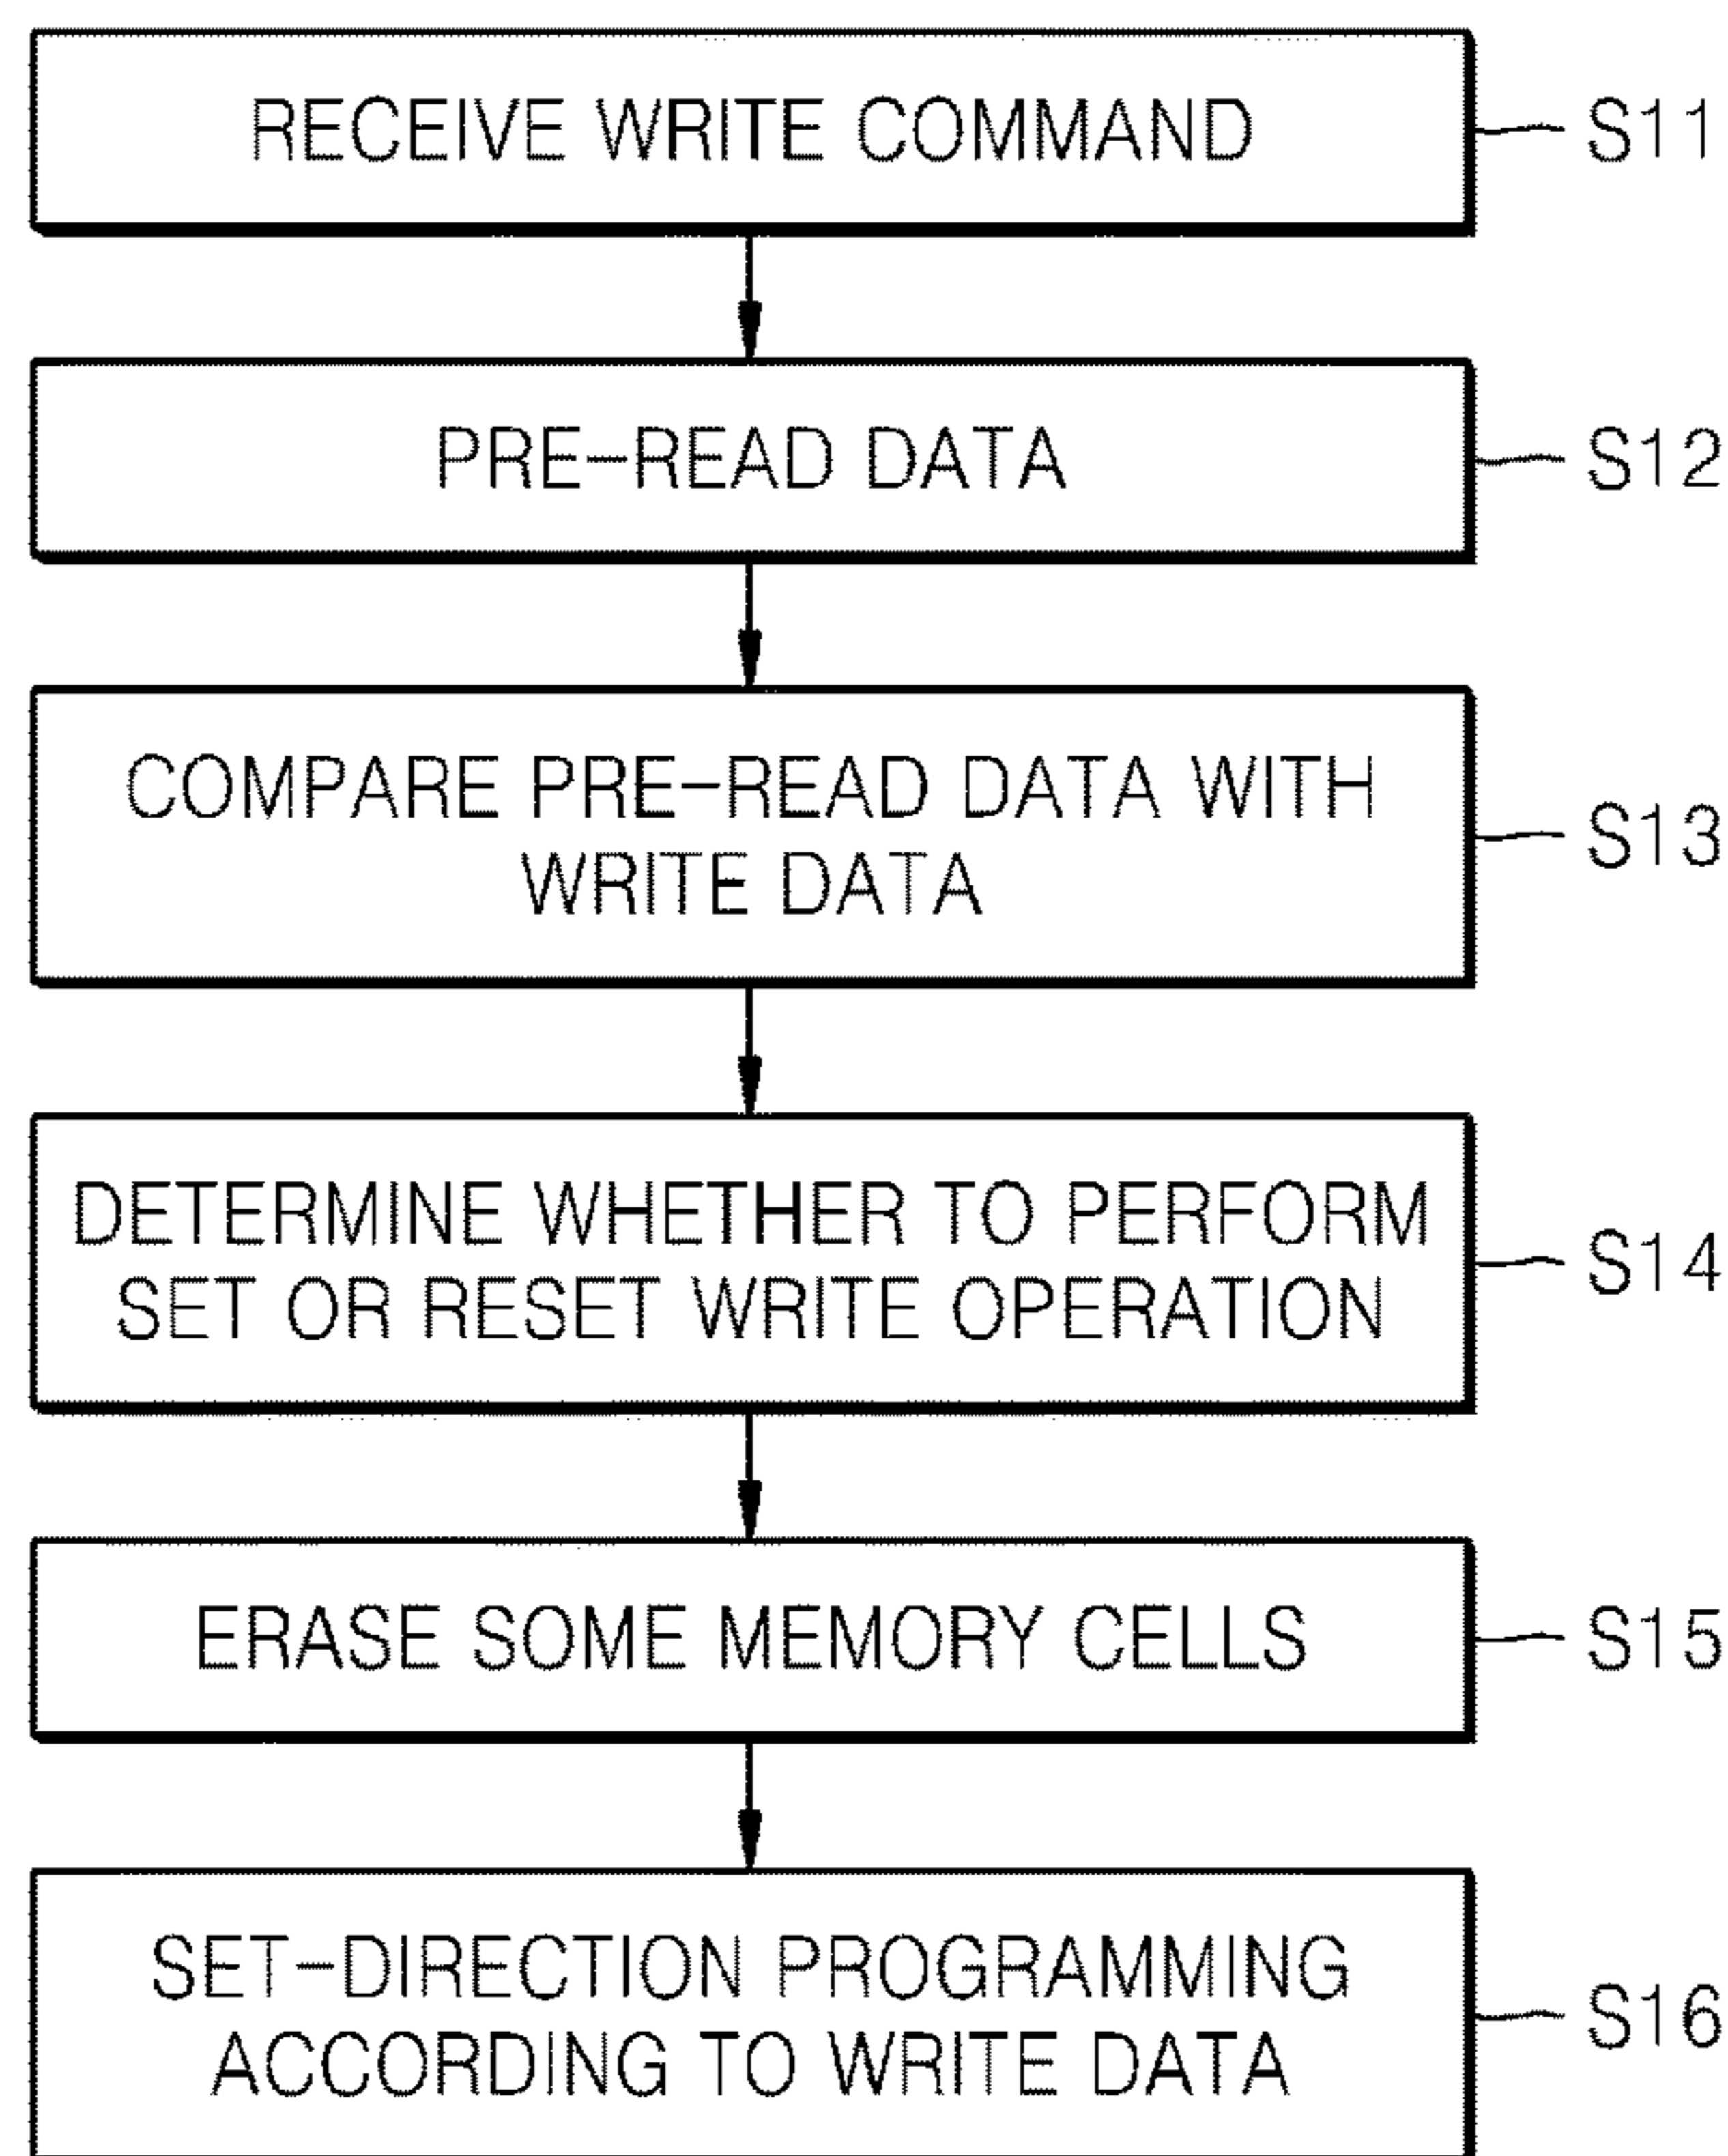 RECEIVE WRITE COMMAND
S11
PRE-READ DATA
S12
COMPARE PRE-READ DATA WITH
WRITE DATA
S13
DETERMINE WHETHER TO PERFORM
SET OR RESET WRITE OPERATION
S14
ERASE SOME MEMORY CELLS
S15
SET-DIRECTION PROGRAMMING
ACCORDING TO WRITE DATA
S16